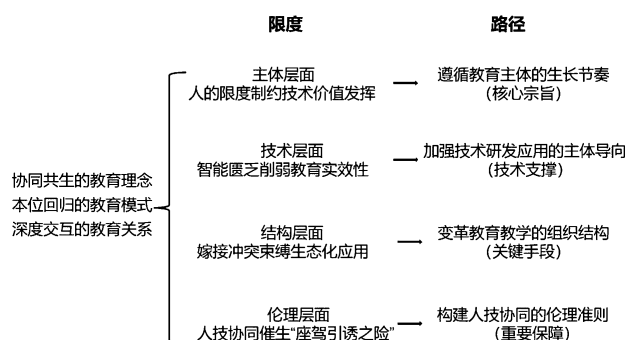 限度
路径
主体层面
人的限度制约技术价值发挥
遵循教育主体的生长节奏
（核心宗旨）
技术层面
智能匮乏削弱教育实效性
加强技术研发应用的主体导向
（技术支撑）
协同共生的教育理念
本位回归的教育模式
深度交互的教育关系
结构层面
嫁接冲突束缚生态化应用
变革教育教学的组织结构
（关键手段）
伦理层面
人技协同催生“座驾引诱之险”
构建人技协同的伦理准则
（重要保障）